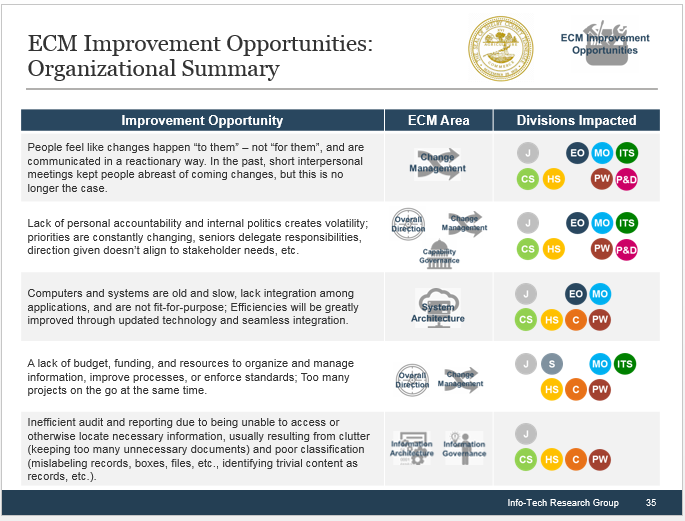 ECM Improvement Opportunities:
Organizational Summary
ECM Improvement
Opportunities
Improvement Opportunity
ECM Area
Divisions Impacted
People feel like changes happen “to them” – not “for them”, and are
communicated in a reactionary way. In the past, short interpersonal
meetings kept people abreast of coming changes, but this is no
longer the case.
Change
Management
J EO MO ITS
CS HS PW P&D
Lack of personal accountability and internal politics creates volatility;
priorities are constantly changing, seniors delegate responsibilities,
direction given doesn’t align to stakeholder needs, etc.
Overall
Direction
Change
Management
Capability
Governance
J EO MO ITS
CS HS PW P&D
Computers and systems are old and slow, lack integration among
applications, and are not fit-for-purpose; Efficiencies will be greatly
improved through updated technology and seamless integration.
System
Architecture
J EO MO
CS HS C PW
A lack of budget, funding, and resources to organize and manage
information, improve processes, or enforce standards; Too many
projects on the go at the same time.
Overall
Direction
Change
Management
J S MO ITS
HS C PW
Inefficient audit and reporting due to being unable to access or
otherwise locate necessary information, usually resulting from clutter
(keeping too many unnecessary documents) and poor classification
(mislabeling records, boxes, files, etc., identifying trivial content as
records, etc.).
Information
Architecture
Information
Governance
J
CS HS C PW
Info-Tech Research Group 35